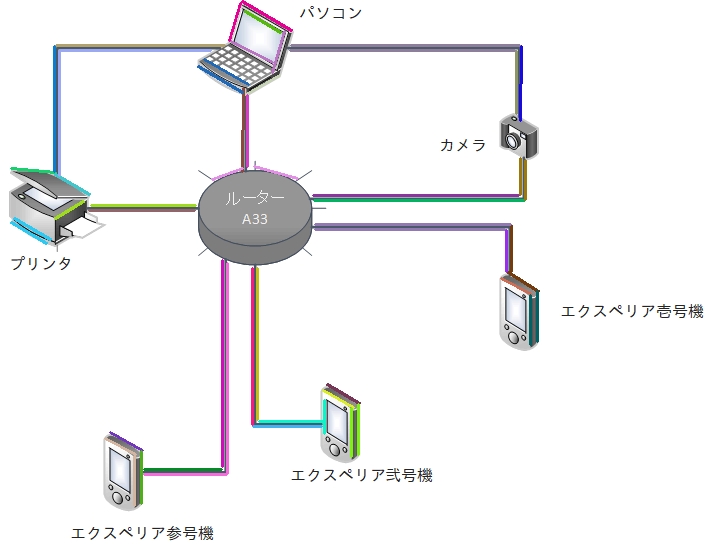 パソコン
カメラ
ルーター
A33
プリンタ
エクスペリア壱号機
エクスペリア弐号機
エクスペリア参号機